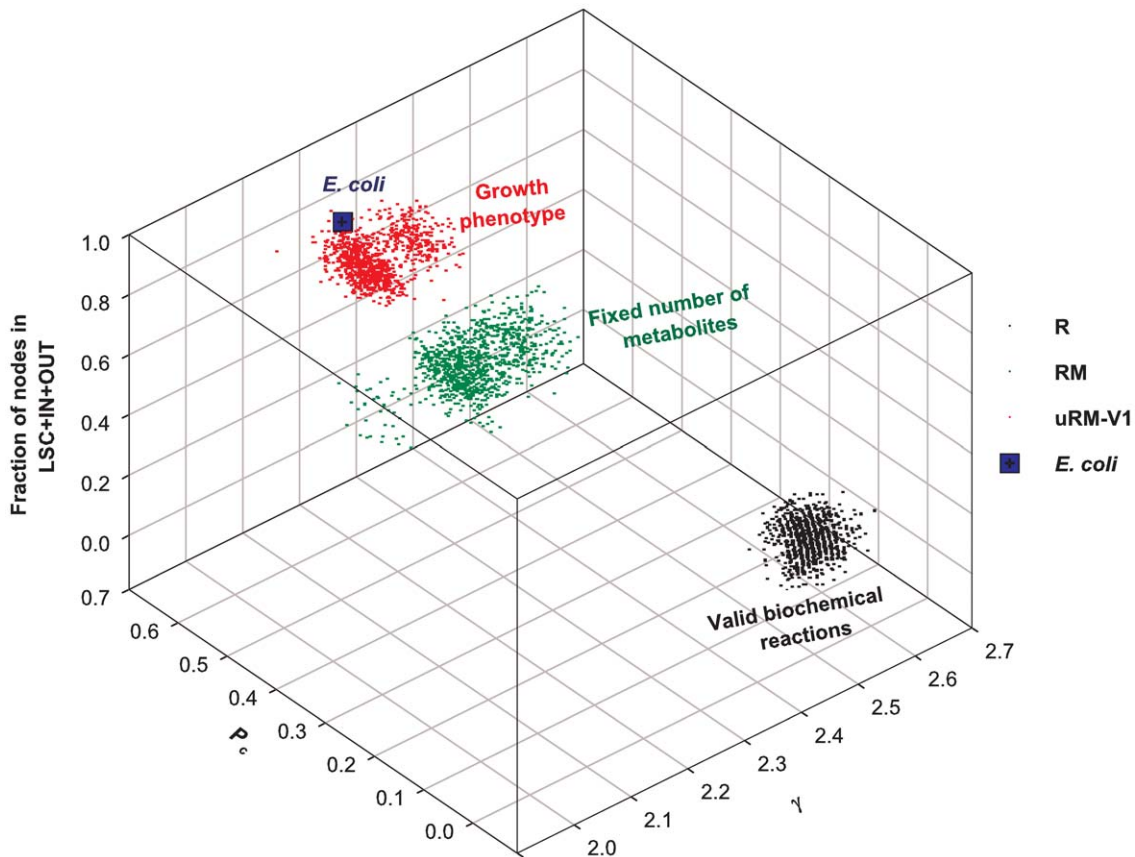 E. coli
Growth
phenotype
Fixed number of
metabolites
Valid biochemical
reactions
Fraction of nodes in
LSC+IN+OUT
1.0
0.8
0.6
0.4
0.2
0.0
0.7
0.6
0.5
0.4
0.3
0.2
0.1
0.0
P c
2.0
2.1
2.2
2.3
2.4
2.5
2.6
2.7
γ
R
RM
uRM-V1
E. coli